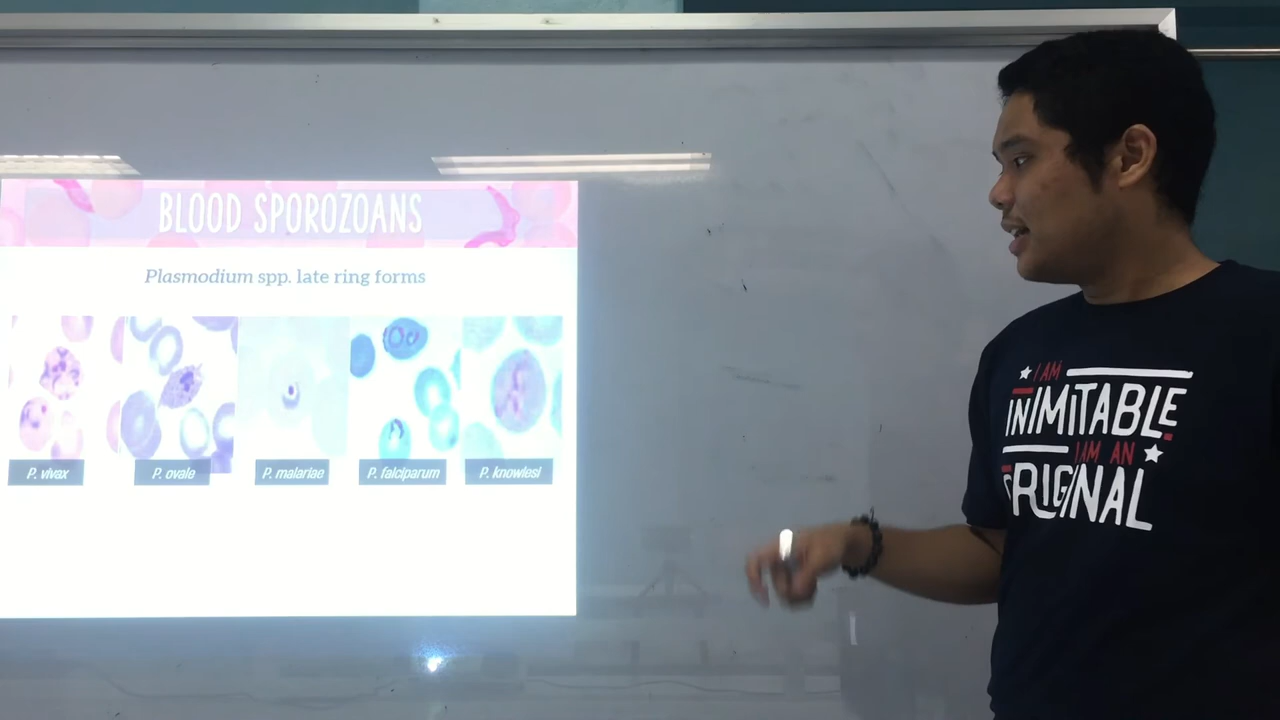 BLOOD SPOROZOANS
Plasmodium spp. late ring forms
P. vivax
P. ovale
P. malariae
P. falciparum
P. knowlesi
I AM
INIMITABLE
I AM AN
ORIGINAL